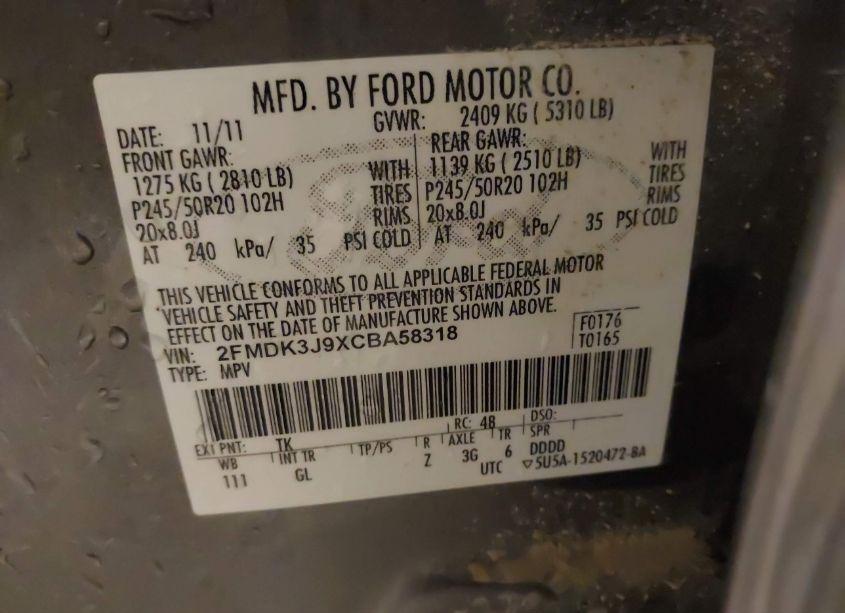 MFD. BY FORD MOTOR CO.
DATE: 11/11 GVWR: 2409 KG ( 5310 LB)
FRONT GAWR: REAR GAWR:
1275 KG ( 2810 LB) WITH 1139 KG ( 2510 LB) WITH
P245/50R20 102H TIRES P245/50R20 102H TIRES
20x8.0J RIMS 20x8.0J RIMS
AT 240 kPa/ 35 PSI COLD AT 240 kPa/ 35 PSI COLD
THIS VEHICLE CONFORMS TO ALL APPLICABLE FEDERAL MOTOR
VEHICLE SAFETY AND THEFT PREVENTION STANDARDS IN
EFFECT ON THE DATE OF MANUFACTURE SHOWN ABOVE.
VIN: 2FMDK3J9XCBA58318 F0176
TYPE: MPV T0165
EXT PNT: TK RC: 48 DSO:
WB INT TR TP/PS R AXLE TR SPR
111 GL Z 3G 6 DDDD
UTC ▽5U5A-1520472-BA
Ford